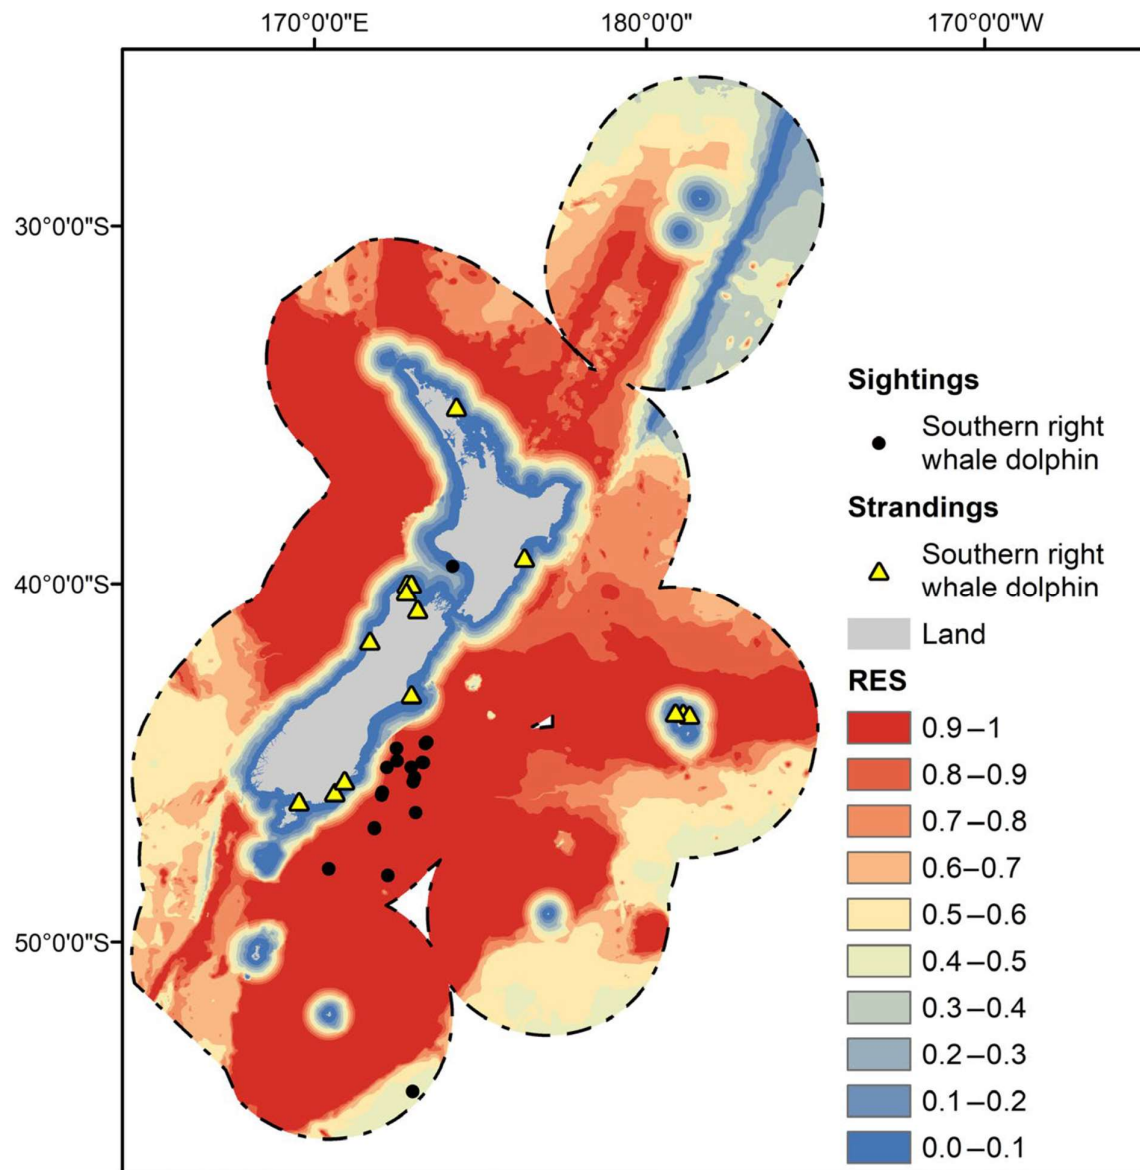 170°0'0"E
180°0'0"
170°0'0"W
30°0'0"S
40°0'0"S
50°0'0"S
Sightings
Southern right
whale dolphin
Strandings
Southern right
whale dolphin
Land
RES
0.9–1
0.8–0.9
0.7–0.8
0.6–0.7
0.5–0.6
0.4–0.5
0.3–0.4
0.2–0.3
0.1–0.2
0.0–0.1